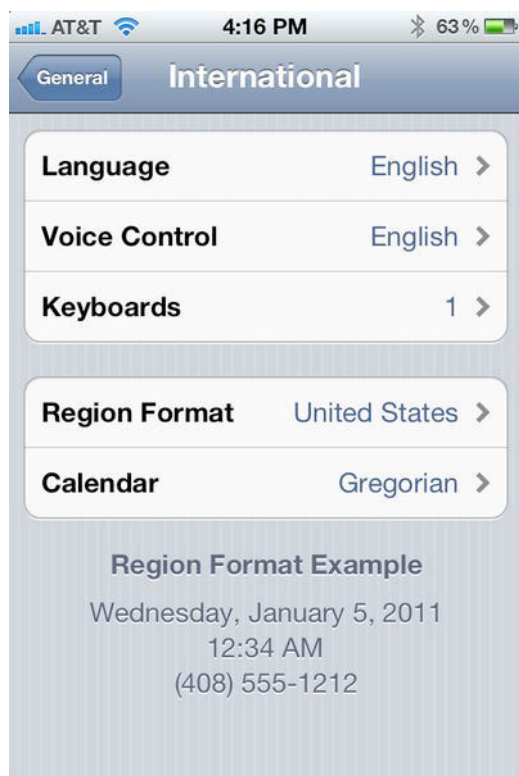 AT&T 4:16 PM 63%
General International
Language English
Voice Control English
Keyboards 1
Region Format United States
Calendar Gregorian
Region Format Example
Wednesday, January 5, 2011
12:34 AM
(408) 555-1212